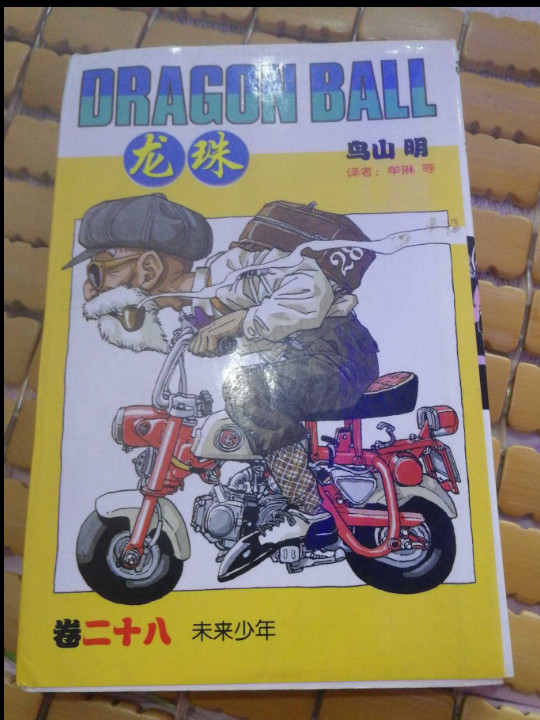 DRAGON BALL
龙珠
鸟山 明
译者：牟琳 等
28
卷二十八 未来少年